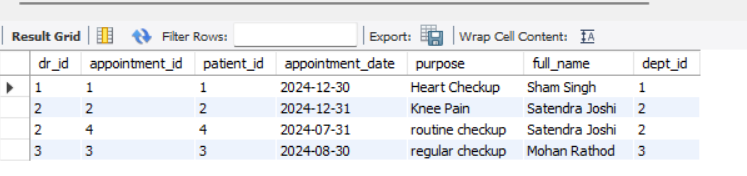 Result Grid Filter Rows: Export: Wrap Cell Content: IA
dr_id appointment_id patient_id appointment_date purpose full_name dept_id
1 1 1 2024-12-30 Heart Checkup Sham Singh 1
2 2 2 2024-12-31 Knee Pain Satendra Joshi 2
2 4 4 2024-07-31 routine checkup Satendra Joshi 2
3 3 3 2024-08-30 regular checkup Mohan Rathod 3